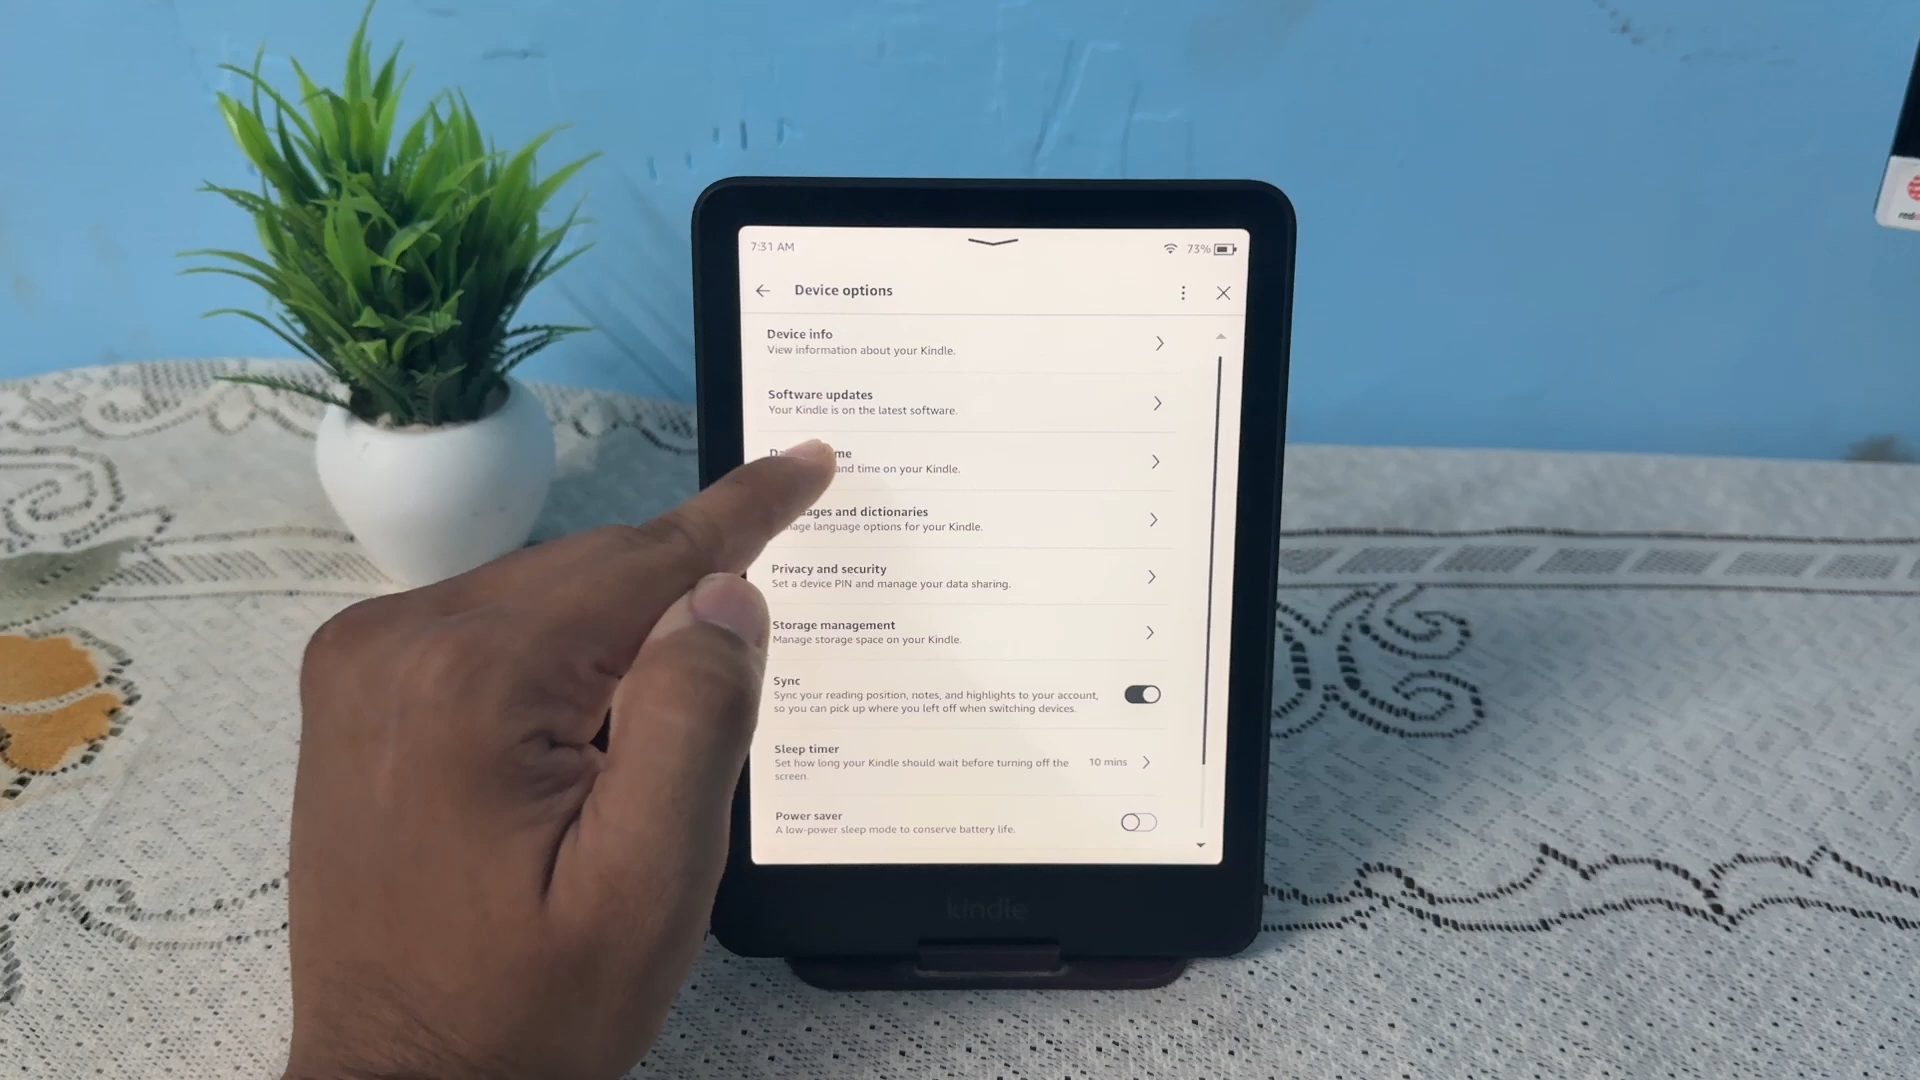 7:31 AM
73%
Device options
Device info
View information about your Kindle.
Software updates
Your Kindle is on the latest software.
and time on your Kindle.
and dictionaries
language options for your Kindle.
Privacy and security
Set a device PIN and manage your data sharing.
Storage management
Manage storage space on your Kindle.
Sync
Sync your reading position, notes, and highlights to your account,
so you can pick up where you left off when switching devices.
Sleep timer
Set how long your Kindle should wait before turning off the
screen.
10 mins
Power saver
A low-power sleep mode to conserve battery life.
kindle